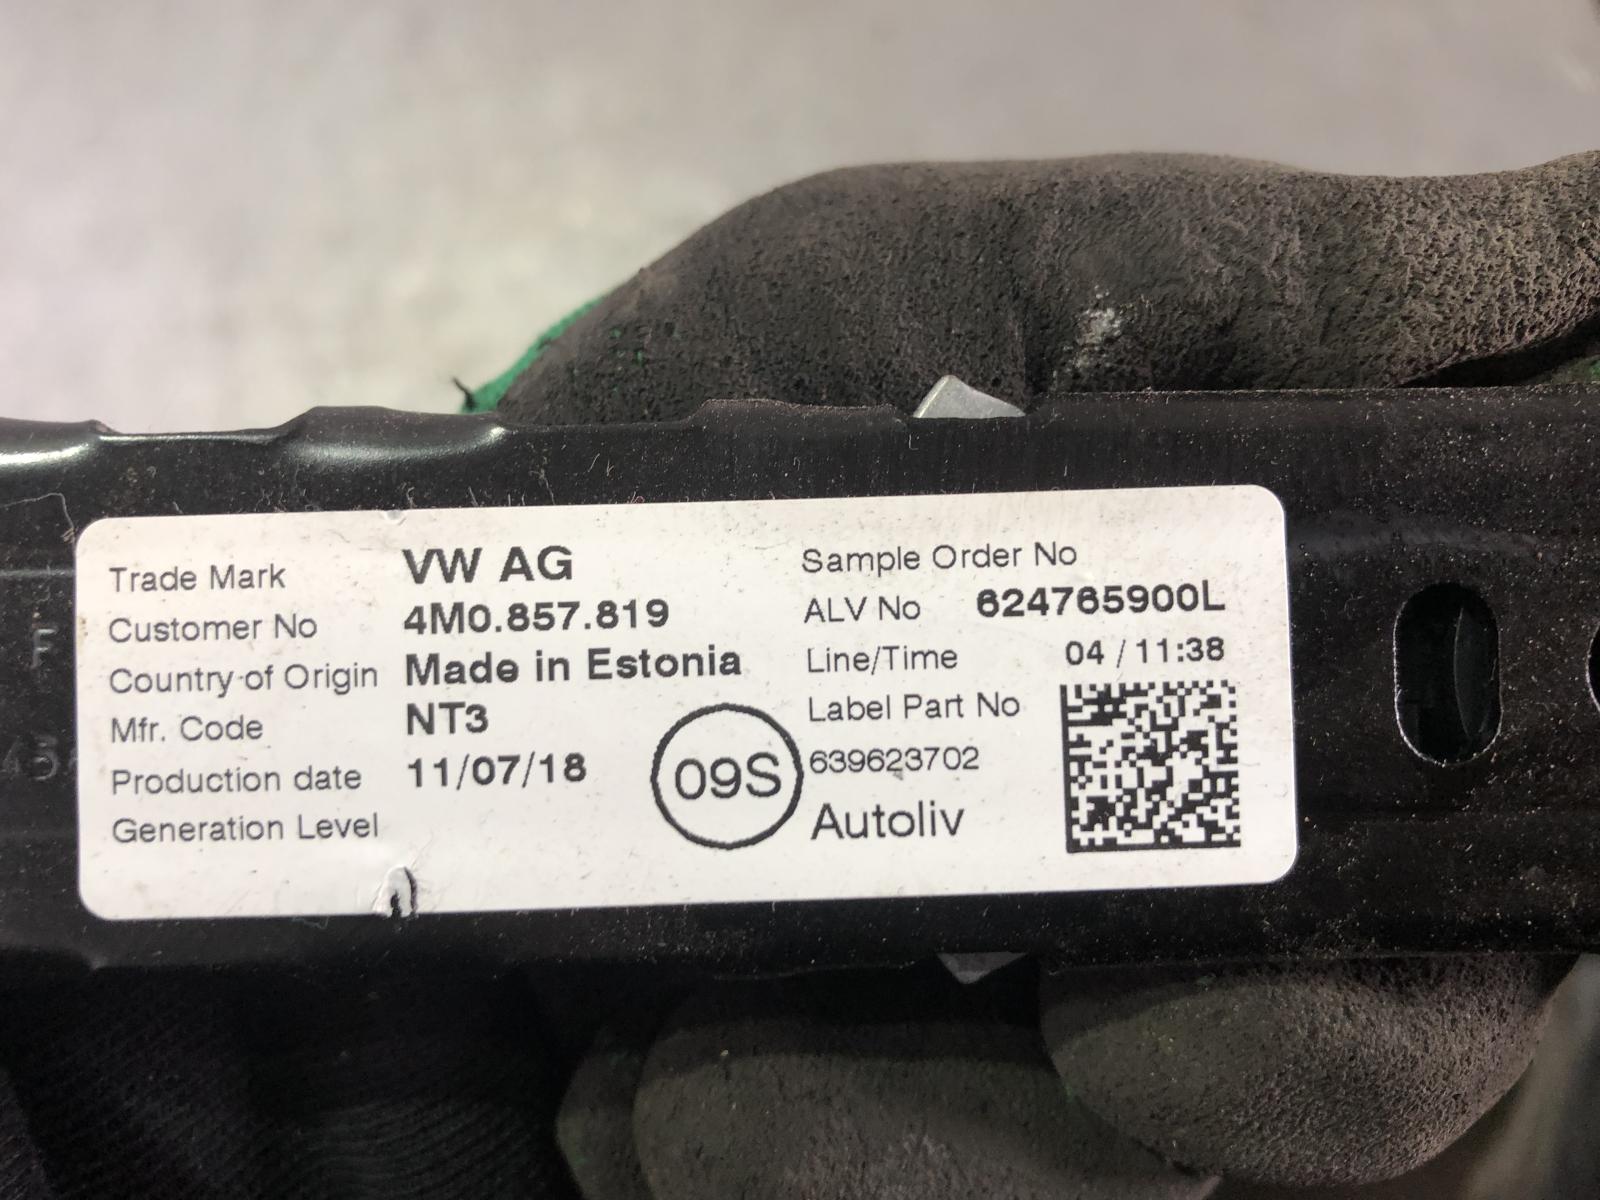 Trade Mark VW AG
Customer No 4M0.857.819
Country of Origin Made in Estonia
Mfr. Code NT3
Production date 11/07/18
Generation Level
09S
Sample Order No
ALV No 624765900L
Line/Time 04 / 11:38
Label Part No
639623702
Autoliv
F